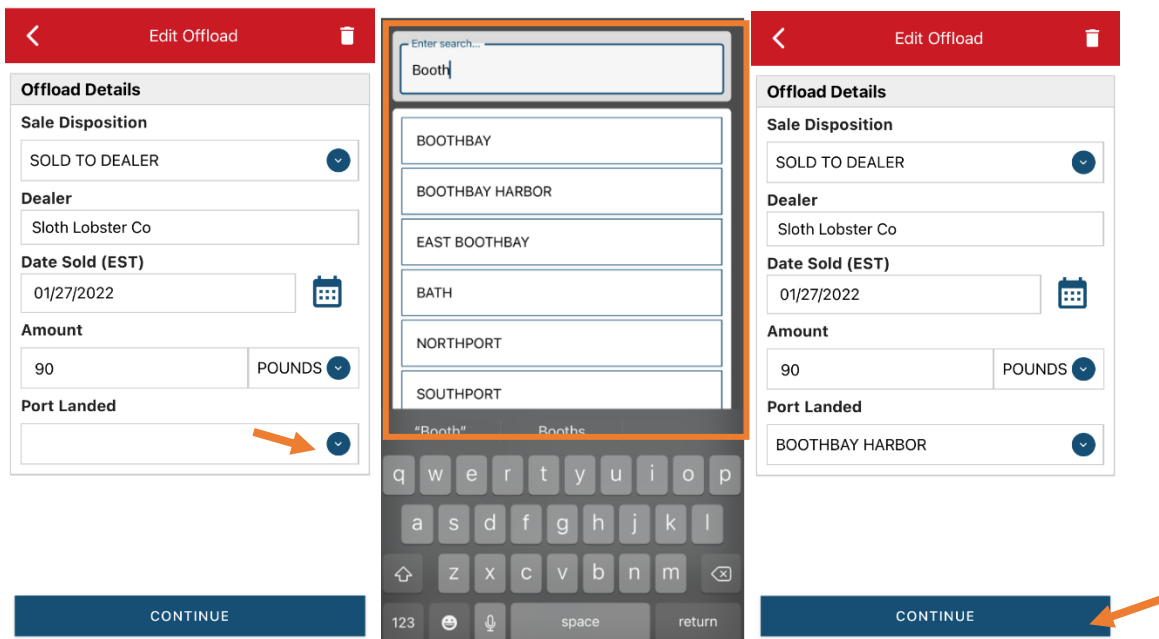 Edit Offload
Offload Details
Sale Disposition
SOLD TO DEALER
Dealer
Sloth Lobster Co
Date Sold (EST)
01/27/2022
Amount
90 POUNDS
Port Landed
CONTINUE
Enter search...
Booth
BOOTHBAY
BOOTHBAY HARBOR
EAST BOOTHBAY
BATH
NORTHPORT
SOUTHPORT
"Booth" Booths
q w e r t y u i o p
a s d f g h j k l
z x c v b n m
123 space return
Edit Offload
Offload Details
Sale Disposition
SOLD TO DEALER
Dealer
Sloth Lobster Co
Date Sold (EST)
01/27/2022
Amount
90 POUNDS
Port Landed
BOOTHBAY HARBOR
CONTINUE